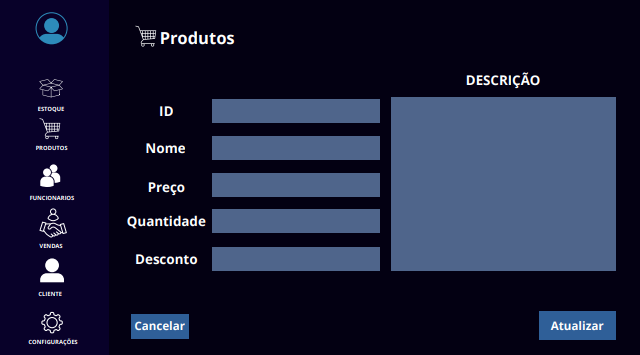 ESTOQUE
PRODUTOS
FUNCIONARIOS
VENDAS
CLIENTE
CONFIGURAÇÕES
Produtos
DESCRIÇÃO
ID
Nome
Preço
Quantidade
Desconto
Cancelar
Atualizar